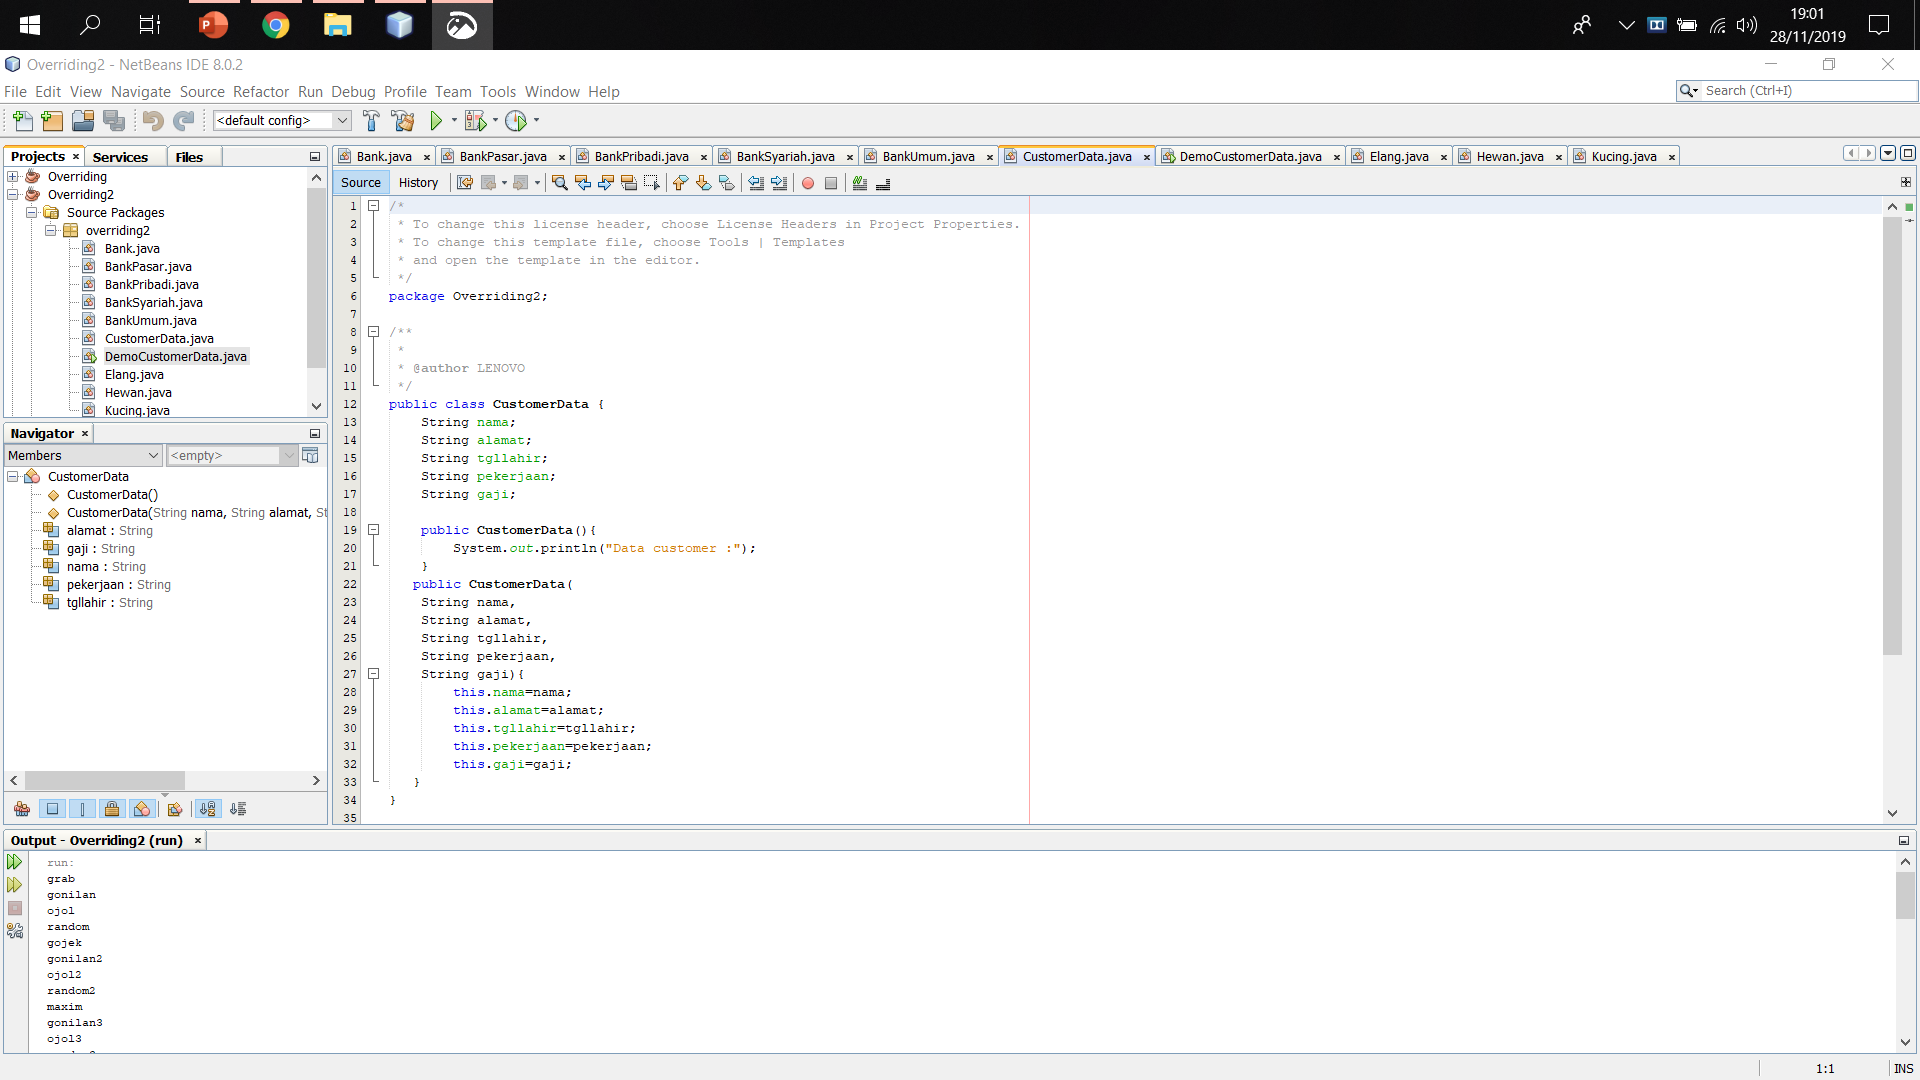 19:01
28/11/2019
Overriding2 - NetBeans IDE 8.0.2
File Edit View Navigate Source Refactor Run Debug Profile Team Tools Window Help
Search (Ctrl+I)
<default config>
Projects Services Files
Overriding
Overriding2
Source Packages
overriding2
Bank.java
BankPasar.java
BankPribadi.java
BankSyariah.java
BankUmum.java
CustomerData.java
DemoCustomerData.java
Elang.java
Hewan.java
Kucing.java
Navigator
Members <empty>
CustomerData
CustomerData()
CustomerData(String nama, String alamat, St
alamat : String
gaji : String
nama : String
pekerjaan : String
tgllahir : String
Bank.java BankPasar.java BankPribadi.java BankSyariah.java BankUmum.java CustomerData.java DemoCustomerData.java Elang.java Hewan.java Kucing.java
Source History
1 /*
2 * To change this license header, choose License Headers in Project Properties.
3 * To change this template file, choose Tools | Templates
4 * and open the template in the editor.
5 */
6 package Overriding2;
7
8 /**
9 *
10 * @author LENOVO
11 */
12 public class CustomerData {
13 String nama;
14 String alamat;
15 String tgllahir;
16 String pekerjaan;
17 String gaji;
18
19 public CustomerData(){
20 System.out.println("Data customer :");
21 }
22 public CustomerData(
23 String nama,
24 String alamat,
25 String tgllahir,
26 String pekerjaan,
27 String gaji){
28 this.nama=nama;
29 this.alamat=alamat;
30 this.tgllahir=tgllahir;
31 this.pekerjaan=pekerjaan;
32 this.gaji=gaji;
33 }
34 }
35
Output - Overriding2 (run)
run:
grab
gonilan
ojol
random
gojek
gonilan2
ojol2
random2
maxim
gonilan3
ojol3
1:1 INS